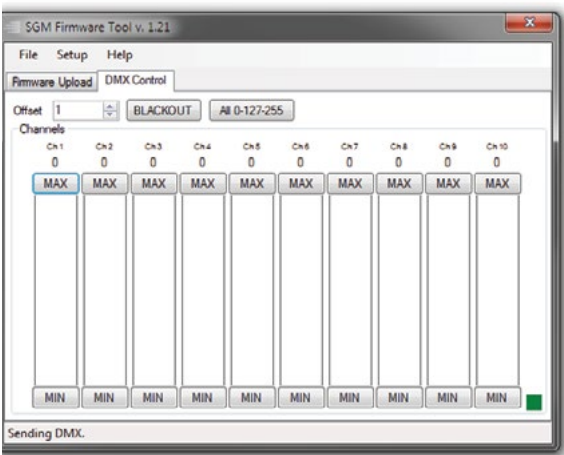 SGM Firmware Tool v. 1.21
File Setup Help
Firmware Upload DMX Control
Offset 1 BLACKOUT All 0-127-255
Channels
Ch 1 Ch 2 Ch 3 Ch 4 Ch 5 Ch 6 Ch 7 Ch 8 Ch 9 Ch 10
0 0 0 0 0 0 0 0 0 0
MAX MAX MAX MAX MAX MAX MAX MAX MAX MAX
MIN MIN MIN MIN MIN MIN MIN MIN MIN MIN
Sending DMX.